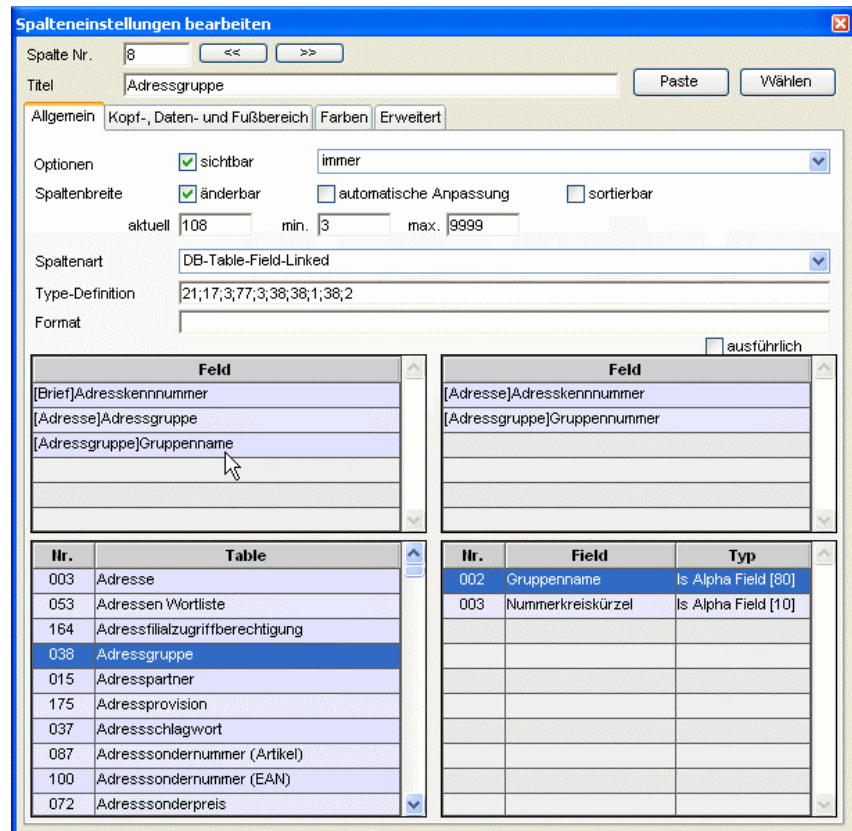 Spalteneinstellungen bearbeiten
Spalte Nr. 8 << >>
Titel Adressgruppe Paste Wählen
Allgemein Kopf-, Daten- und Fußbereich Farben Erweitert
Optionen sichtbar immer
Spaltenbreite änderbar automatische Anpassung sortierbar
aktuell 108 min. 3 max. 9999
Spaltenart DB-Table-Field-Linked
Type-Definition 21;17;3;77;3;38;38;1;38;2
Format
ausführlich
Feld Feld
[Brief]Adresskennnummer [Adresse]Adresskennnummer
[Adresse]Adressgruppe [Adressgruppe]Gruppennummer
[Adressgruppe]Gruppenname
Nr. Table Nr. Field Typ
003 Adresse 002 Gruppenname Is Alpha Field [80]
053 Adressen Wortliste 003 Nummerkreiskürzel Is Alpha Field [10]
164 Adressfilialzugriffberechtigung
038 Adressgruppe
015 Adresspartner
175 Adressprovision
037 Adressschlagwort
087 Adresssondernummer (Artikel)
100 Adresssondernummer (EAN)
072 Adresssonderpreis